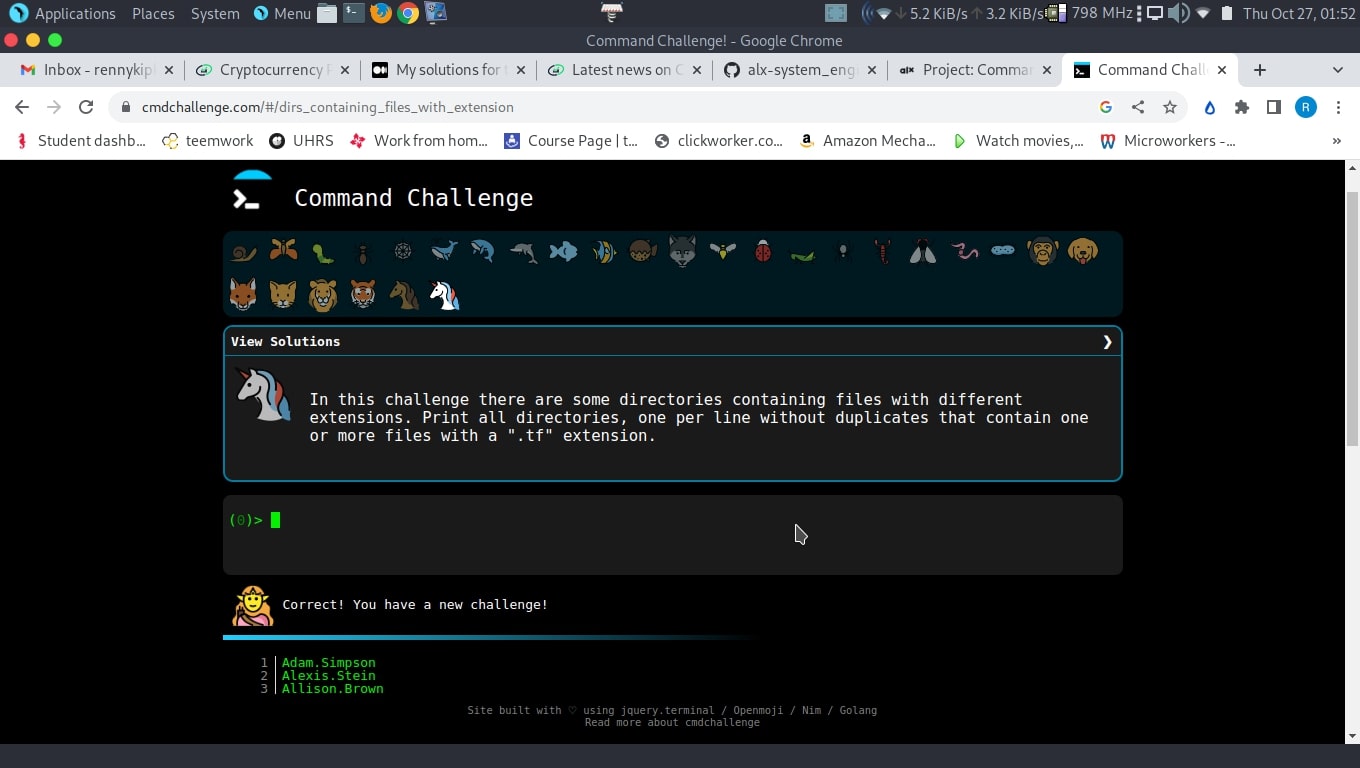 Applications Places System Menu 5.2 KiB/s 3.2 KiB/s 798 MHz Thu Oct 27, 01:52
Command Challenge! - Google Chrome
Inbox - rennykip Cryptocurrency My solutions for Latest news on alx-system_eng Project: Comman Command Chall
cmdchallenge.com/#/dirs_containing_files_with_extension R
Student dashb... teemwork UHRS Work from hom... Course Page | t... clickworker.co... Amazon Mecha... Watch movies,... Microworkers -... »
Command Challenge
View Solutions ❯
In this challenge there are some directories containing files with different
extensions. Print all directories, one per line without duplicates that contain one
or more files with a ".tf" extension.
(0)>
Correct! You have a new challenge!
1 Adam.Simpson
2 Alexis.Stein
3 Allison.Brown
Site built with ♡ using jquery.terminal / Openmoji / Nim / Golang
Read more about cmdchallenge